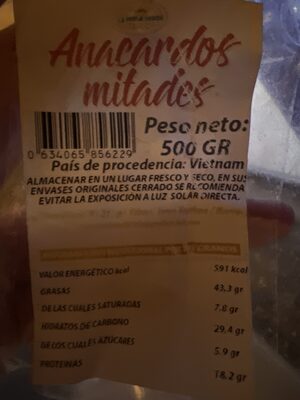 Anacardos
mitades
Peso neto:
500 GR
0 634065 856229
País de procedencia: Vietnam
ALMACENAR EN UN LUGAR FRESCO Y SECO, EN SUS
ENVASES ORIGINALES CERRADO SE RECOMIENDA
EVITAR LA EXPOSICION A LUZ SOLAR DIRECTA.
VALOR ENERGÉTICO kcal 591 kcal
GRASAS 43,3 gr
DE LAS CUALES SATURADAS 7.8 gr
HIDRATOS DE CARBONO 29,4 gr
DE LOS CUALES AZÚCARES 5.9 gr
PROTEINAS 18,2 gr